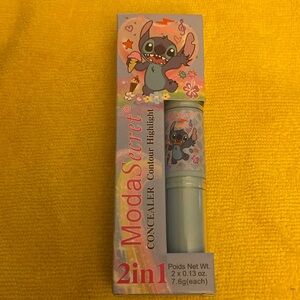 ModaSecret®
CONCEALER Contour Highlight
2in1
Poids Net Wt.
2 x 0.13 oz.
7.6g(each)